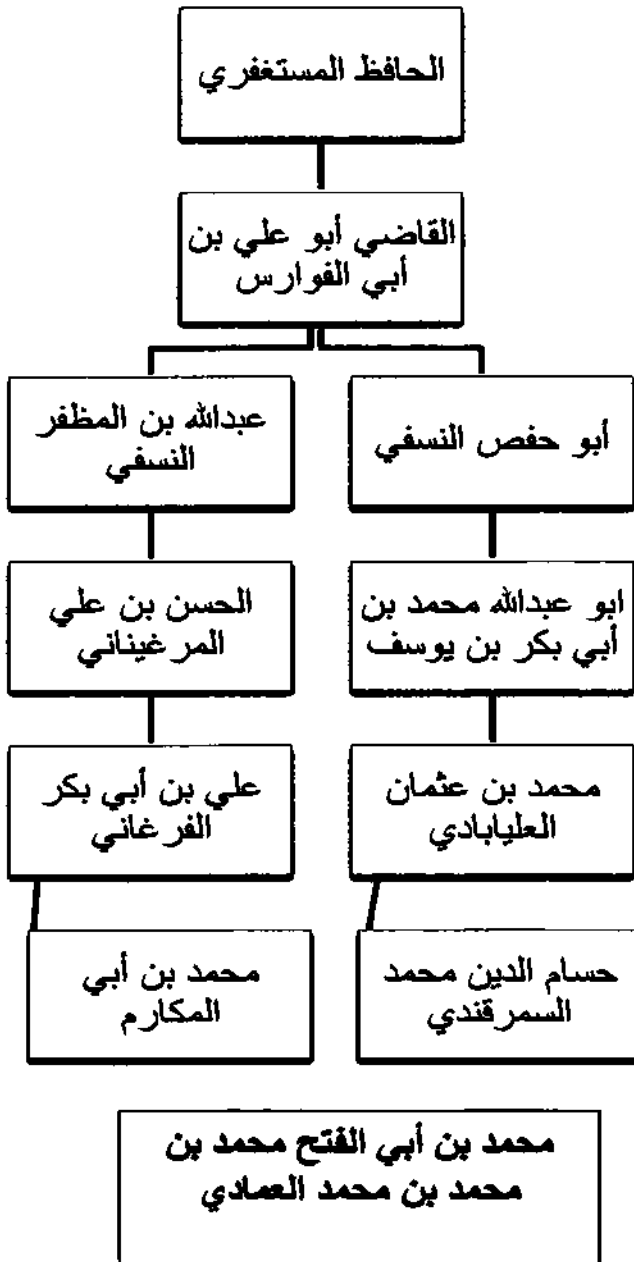 الحافظ المستغفري
القاضي أبو علي بن
أبي الفوارس
أبو حفص النسفي
عبدالله بن المظفر
النسفي
ابو عبدالله محمد بن
أبي بكر بن يوسف
الحسن بن علي
المرغيناني
محمد بن عثمان
العليابادي
علي بن أبي بكر
الفرغاني
حسام الدين محمد
السمرقندي
محمد بن أبي
المكارم
محمد بن أبي الفتح محمد بن
محمد بن محمد العمادي